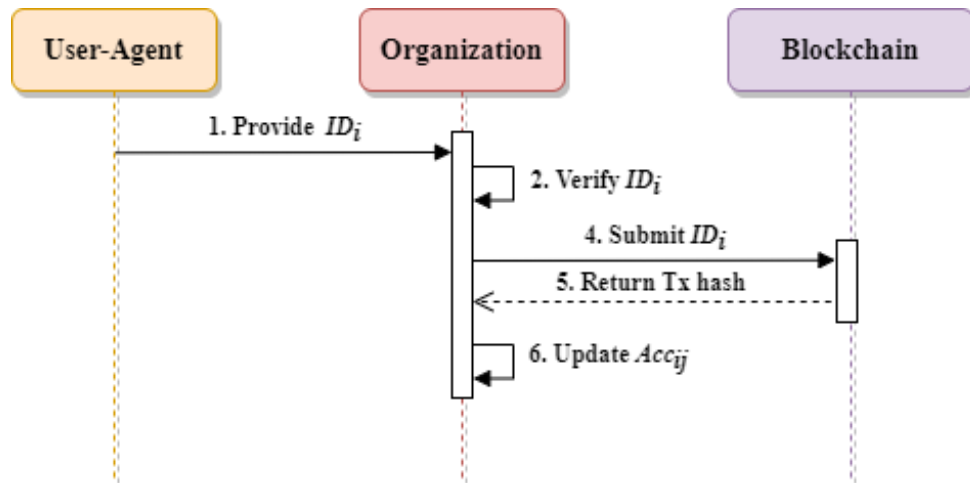 User-Agent
Organization
Blockchain
1. Provide IDi
2. Verify IDi
4. Submit IDi
5. Return Tx hash
6. Update Accij